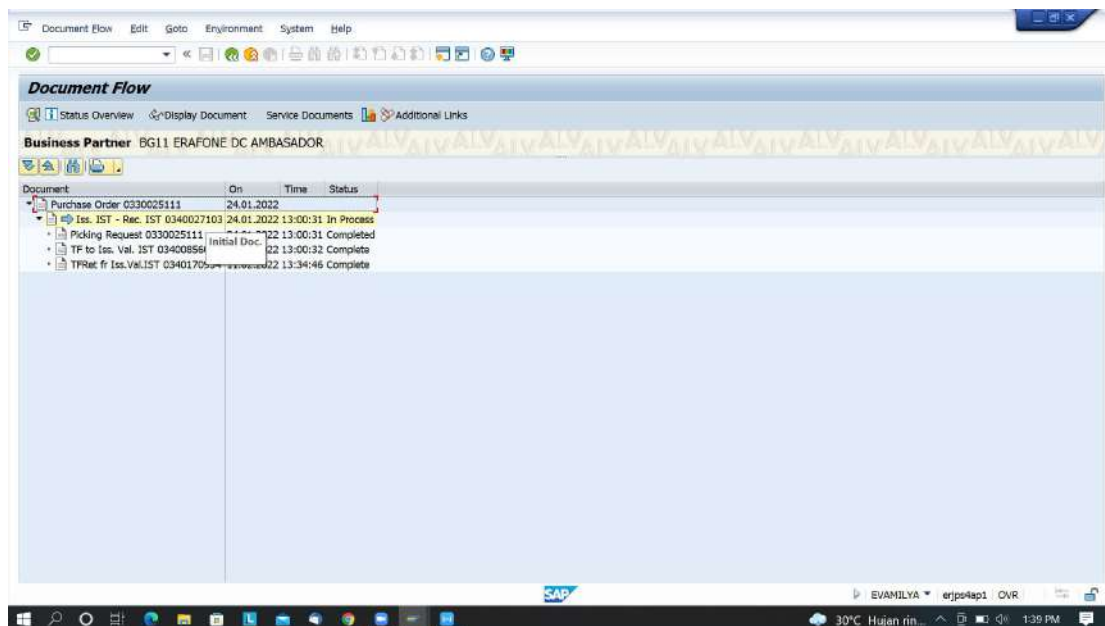 Document Flow Edit Goto Environment System Help
Document Flow
Status Overview Display Document Service Documents Additional Links
Business Partner BG11 ERAFONE DC AMBASADOR
Document On Time Status
Purchase Order 0330025111 24.01.2022
Iss. IST - Rec. IST 0340027103 24.01.2022 13:00:31 In Process
Picking Request 0330025111 22 13:00:31 Completed
Initial Doc.
TF to Iss. Val. IST 03400856 22 13:00:32 Complete
TFRet fr Iss.Val.IST 22 13:34:46 Complete
SAP
EVAMILYA erjps4ap1 OVR
30°C Hujan rin... 1:39 PM